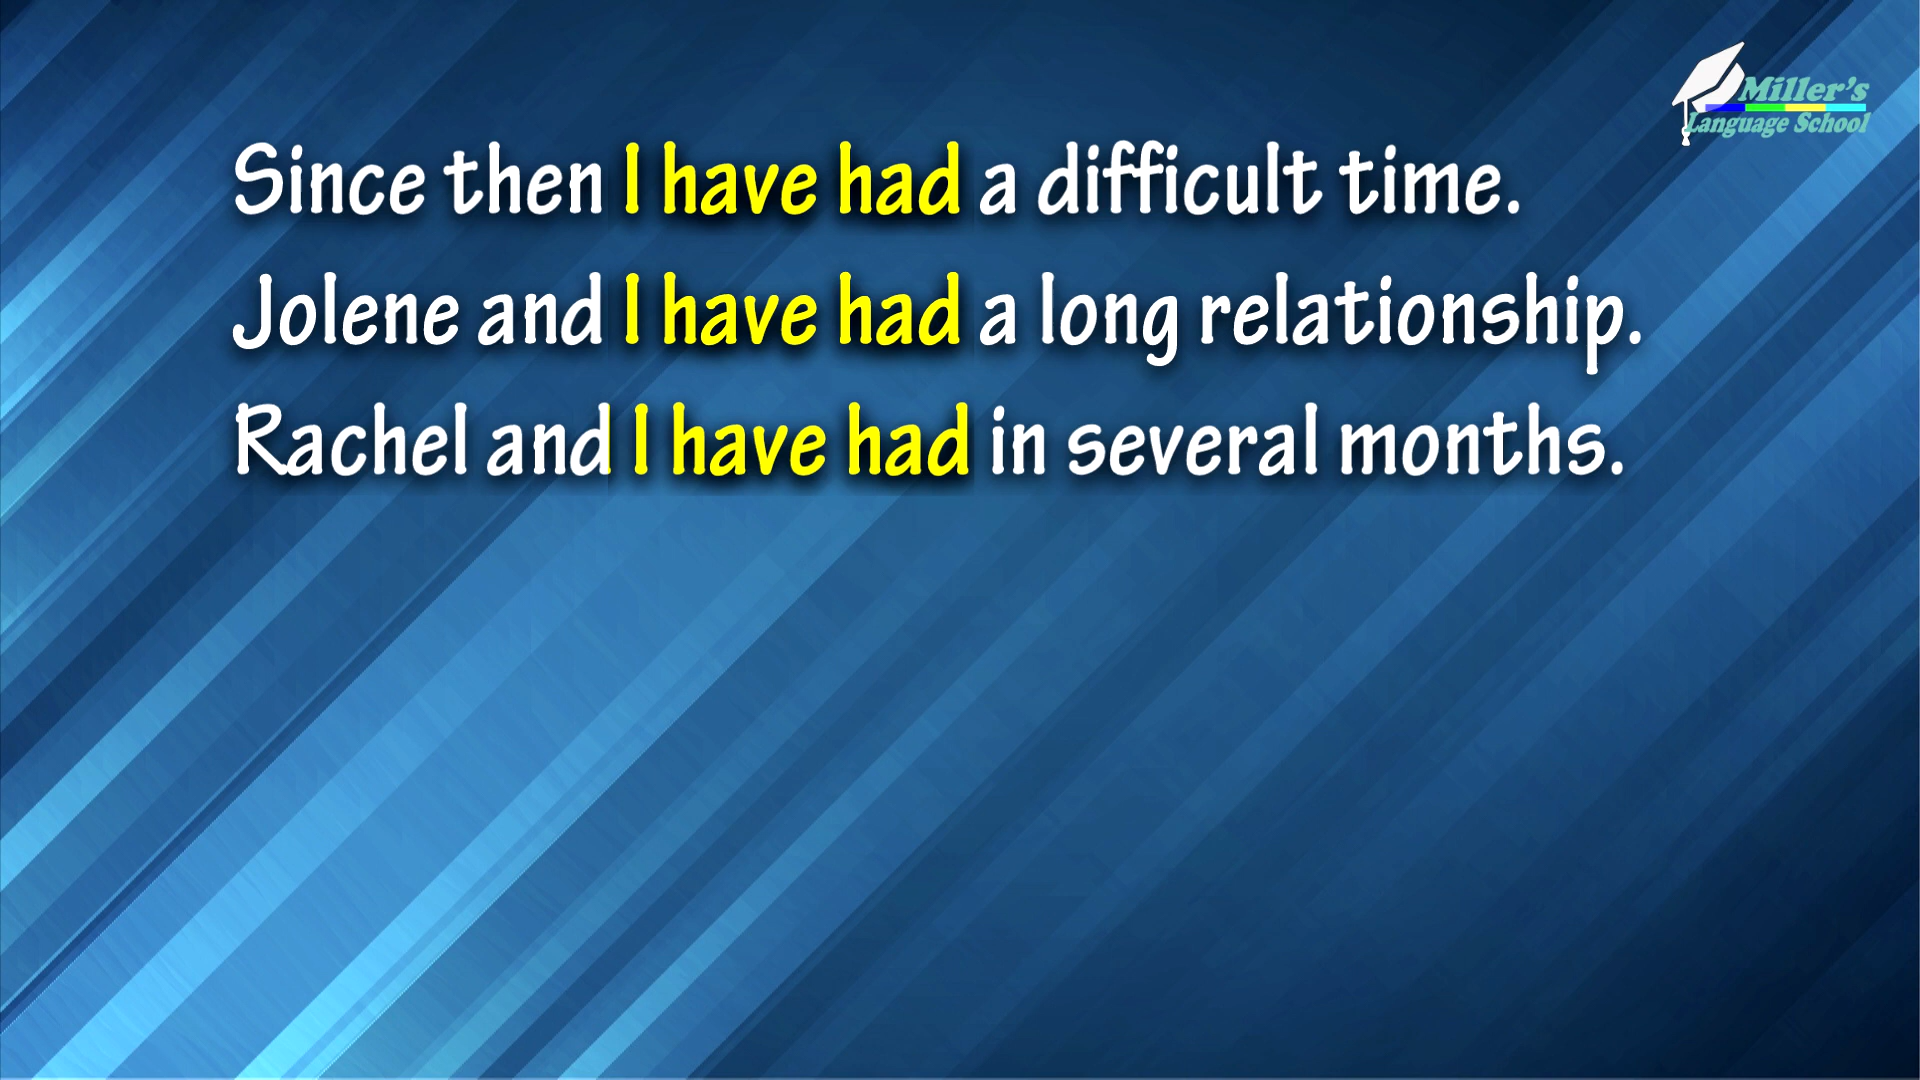 Miller's
Language School
Since then I have had a difficult time.
Jolene and I have had a long relationship.
Rachel and I have had in several months.